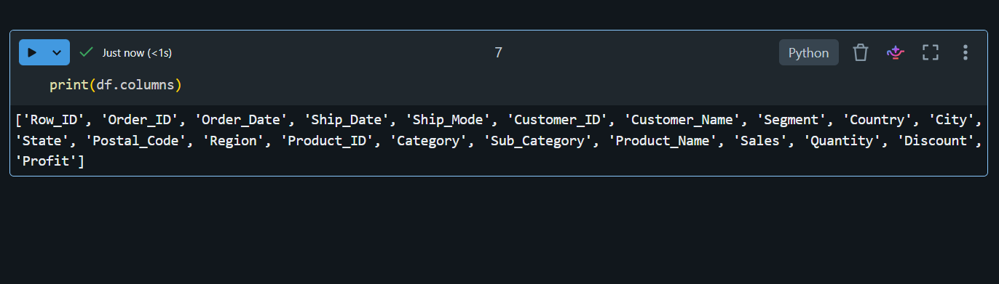 Just now (<1s)
7
Python
print(df.columns)
['Row_ID', 'Order_ID', 'Order_Date', 'Ship_Date', 'Ship_Mode', 'Customer_ID', 'Customer_Name', 'Segment', 'Country', 'City',
'State', 'Postal_Code', 'Region', 'Product_ID', 'Category', 'Sub_Category', 'Product_Name', 'Sales', 'Quantity', 'Discount',
'Profit']